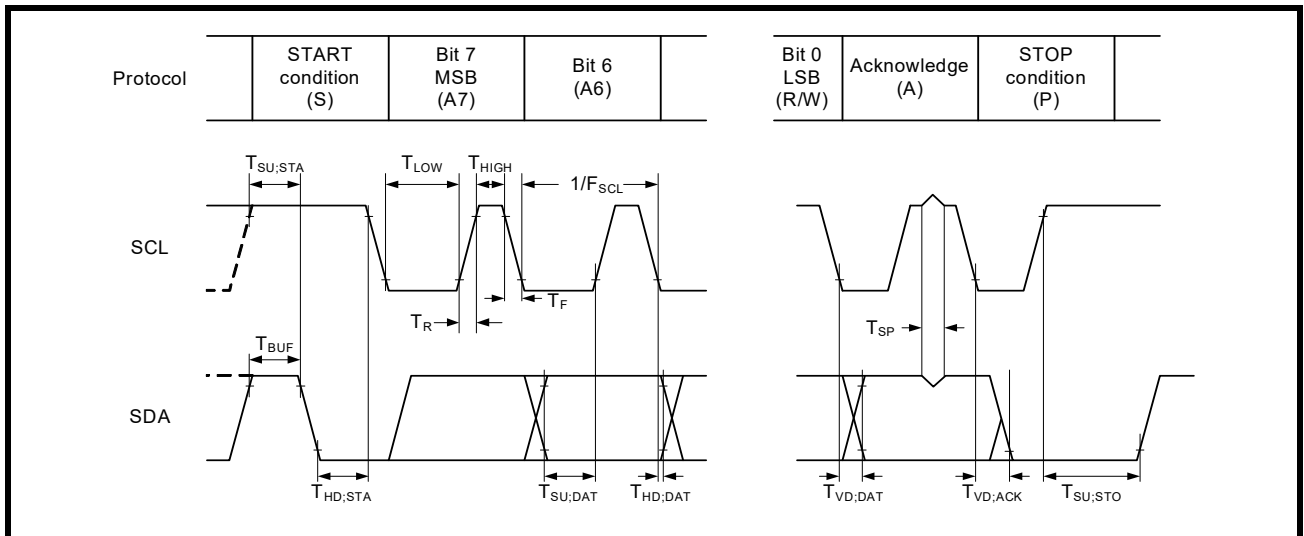 Protocol
START
condition
(S)
Bit 7
MSB
(A7)
Bit 6
(A6)
Bit 0
LSB
(R/W)
Acknowledge
(A)
STOP
condition
(P)
TSU;STA
TLOW
THIGH
1/FSCL
SCL
TF
TR
TSP
TBUF
SDA
THD;STA
TSU;DAT
THD;DAT
TVD;DAT
TVD;ACK
TSU;STO